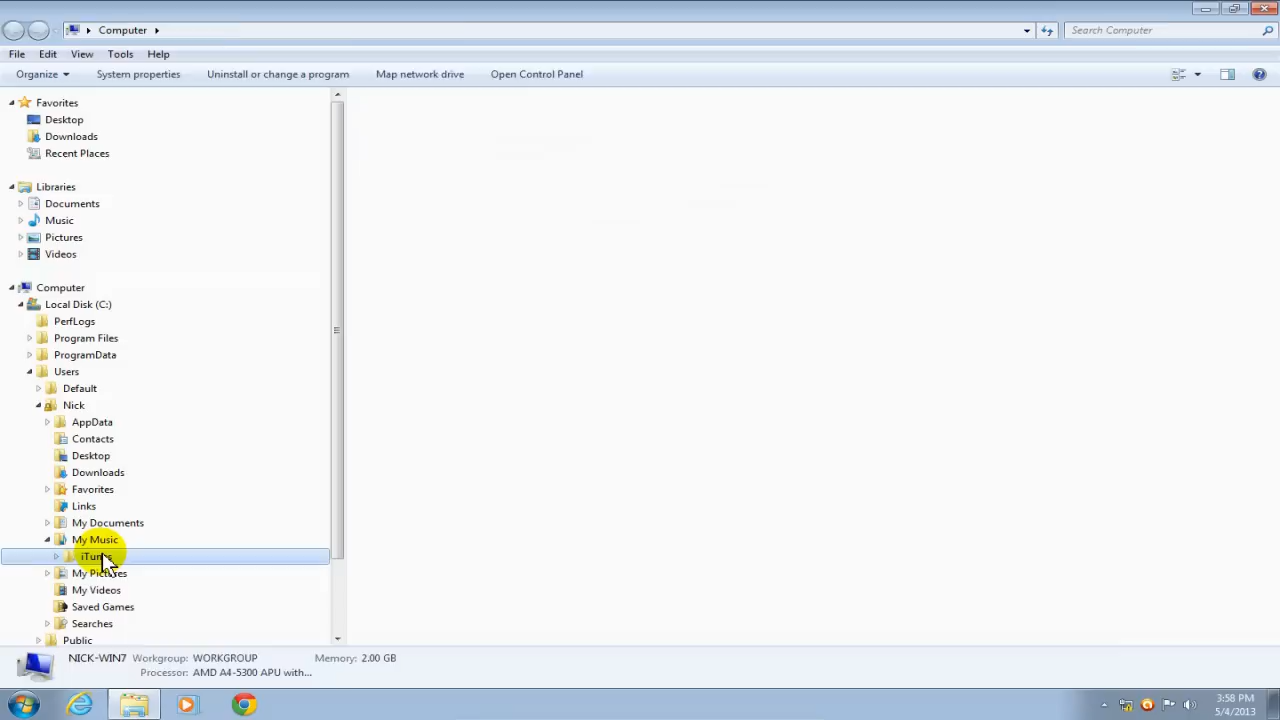 Computer
Search Computer
File Edit View Tools Help
Organize System properties Uninstall or change a program Map network drive Open Control Panel
Favorites
Desktop
Downloads
Recent Places
Libraries
Documents
Music
Pictures
Videos
Computer
Local Disk (C:)
PerfLogs
Program Files
ProgramData
Users
Default
Nick
AppData
Contacts
Desktop
Downloads
Favorites
Links
My Documents
My Music
iTunes
My Pictures
My Videos
Saved Games
Searches
Public
NICK-WIN7 Workgroup: WORKGROUP Memory: 2.00 GB
Processor: AMD A4-5300 APU with...
3:58 PM
5/4/2013